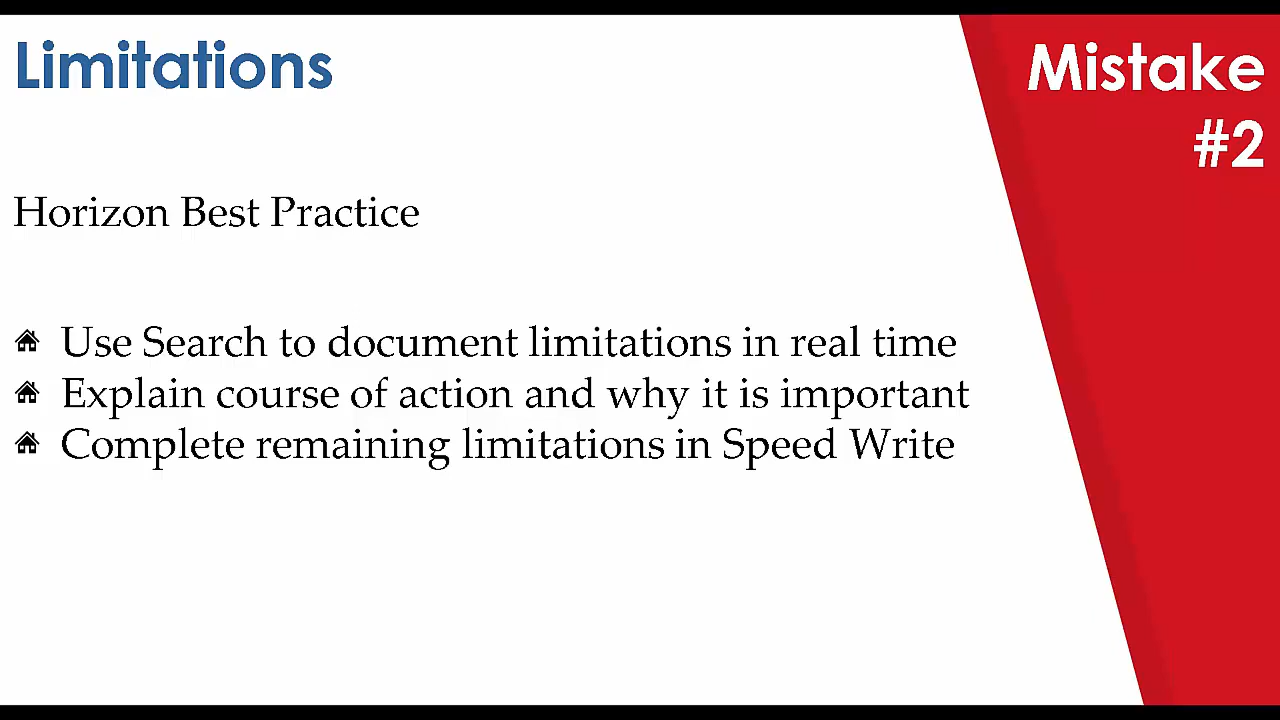 Limitations
Mistake
#2
Horizon Best Practice
Use Search to document limitations in real time
Explain course of action and why it is important
Complete remaining limitations in Speed Write